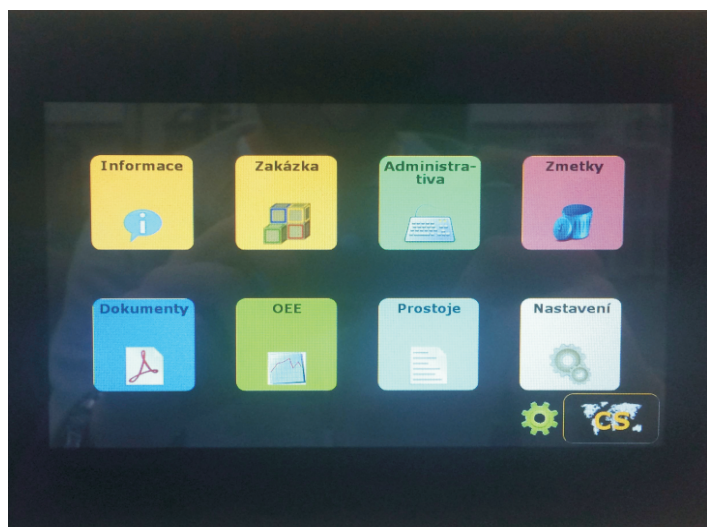 Informace
Zakázka
Administra-
tiva
Zmetky
Dokumenty
OEE
Prostoje
Nastavení
CS